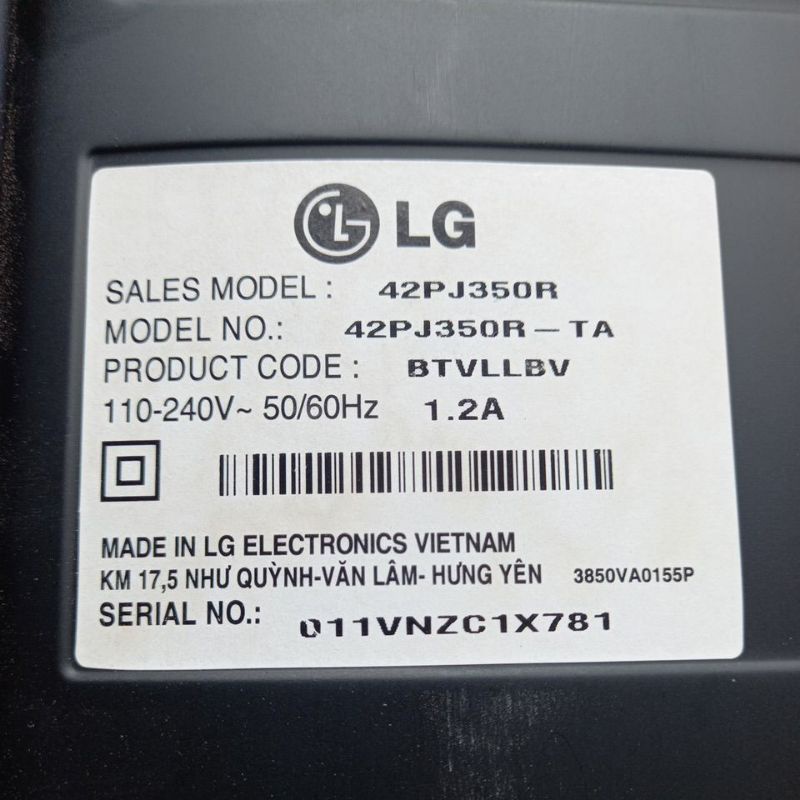 LG
SALES MODEL : 42PJ350R
MODEL NO.: 42PJ350R-TA
PRODUCT CODE : BTVLLBV
110-240V~ 50/60Hz 1.2A
MADE IN LG ELECTRONICS VIETNAM
KM 17,5 NHƯ QUỲNH-VĂN LÂM- HƯNG YÊN 3850VA0155P
SERIAL NO.: 011VNZC1X781